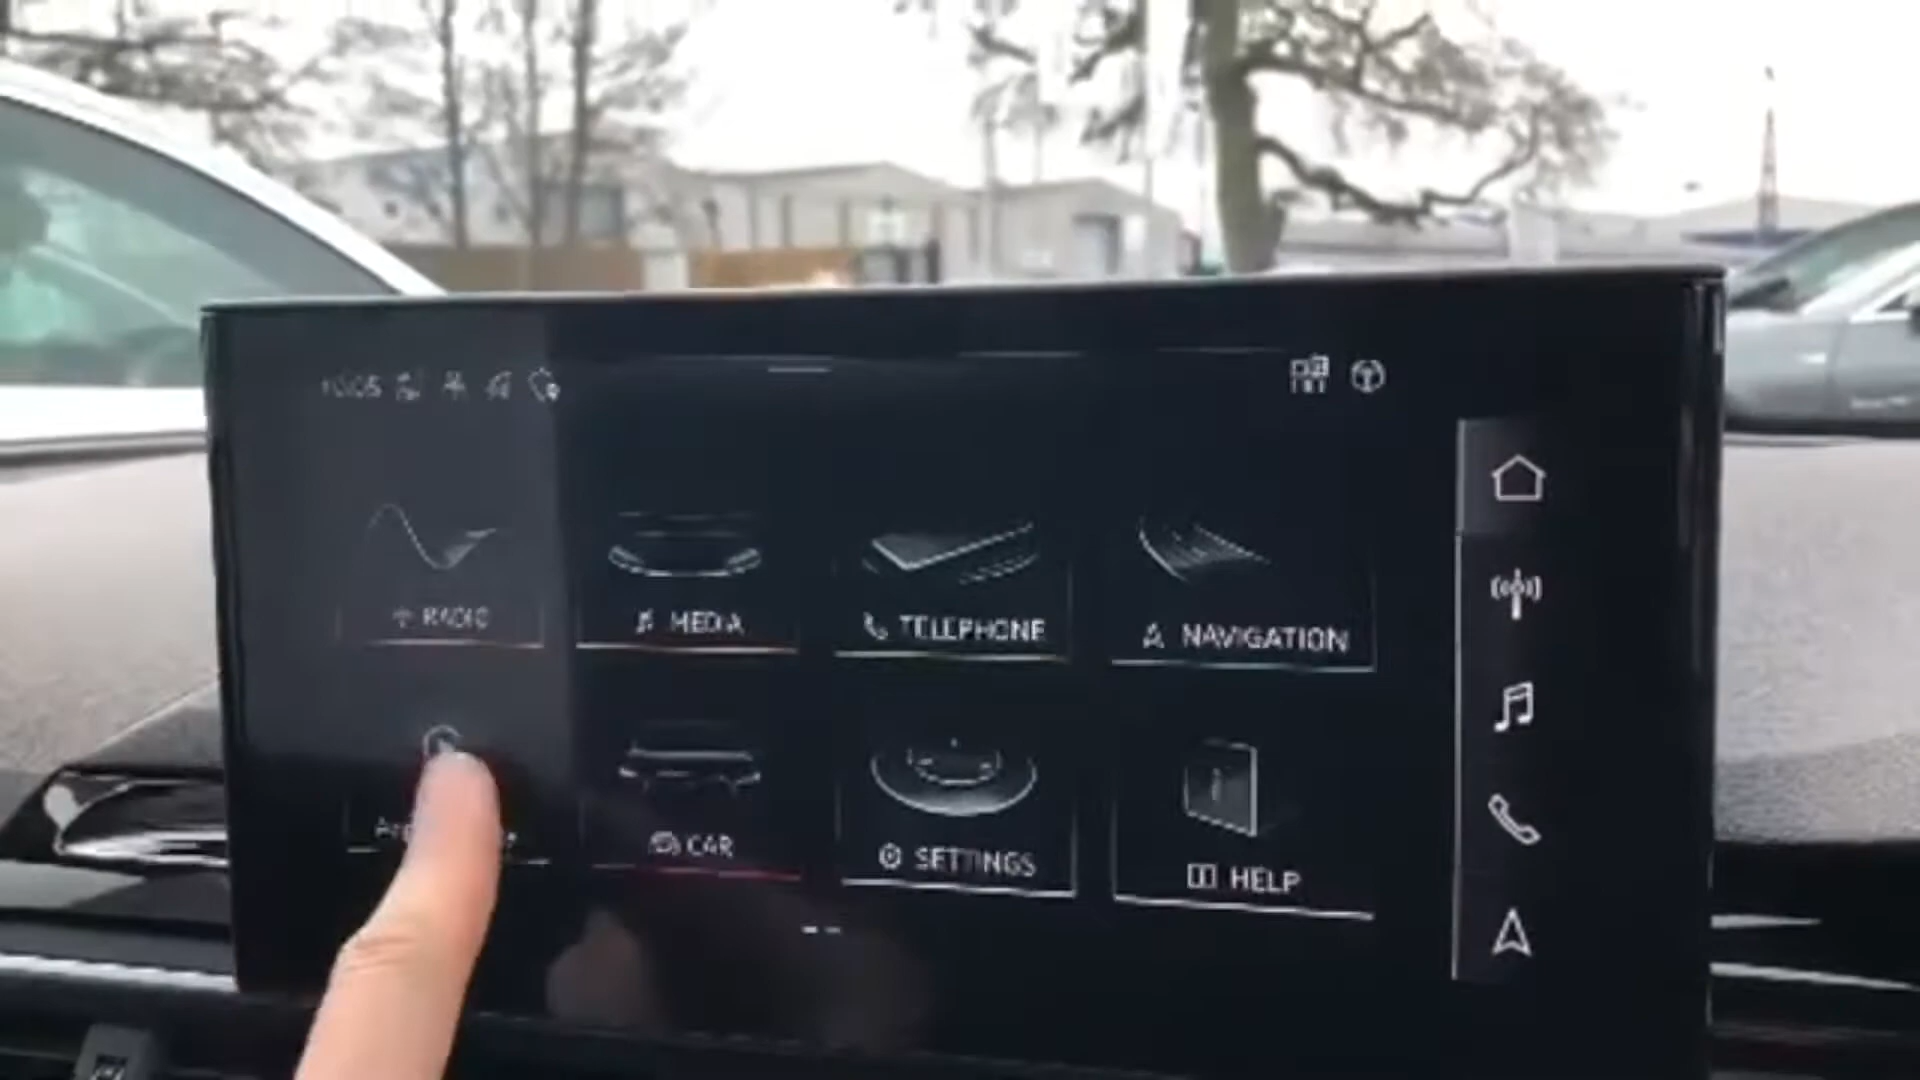 RADIO
MEDIA
TELEPHONE
NAVIGATION
CAR
SETTINGS
HELP